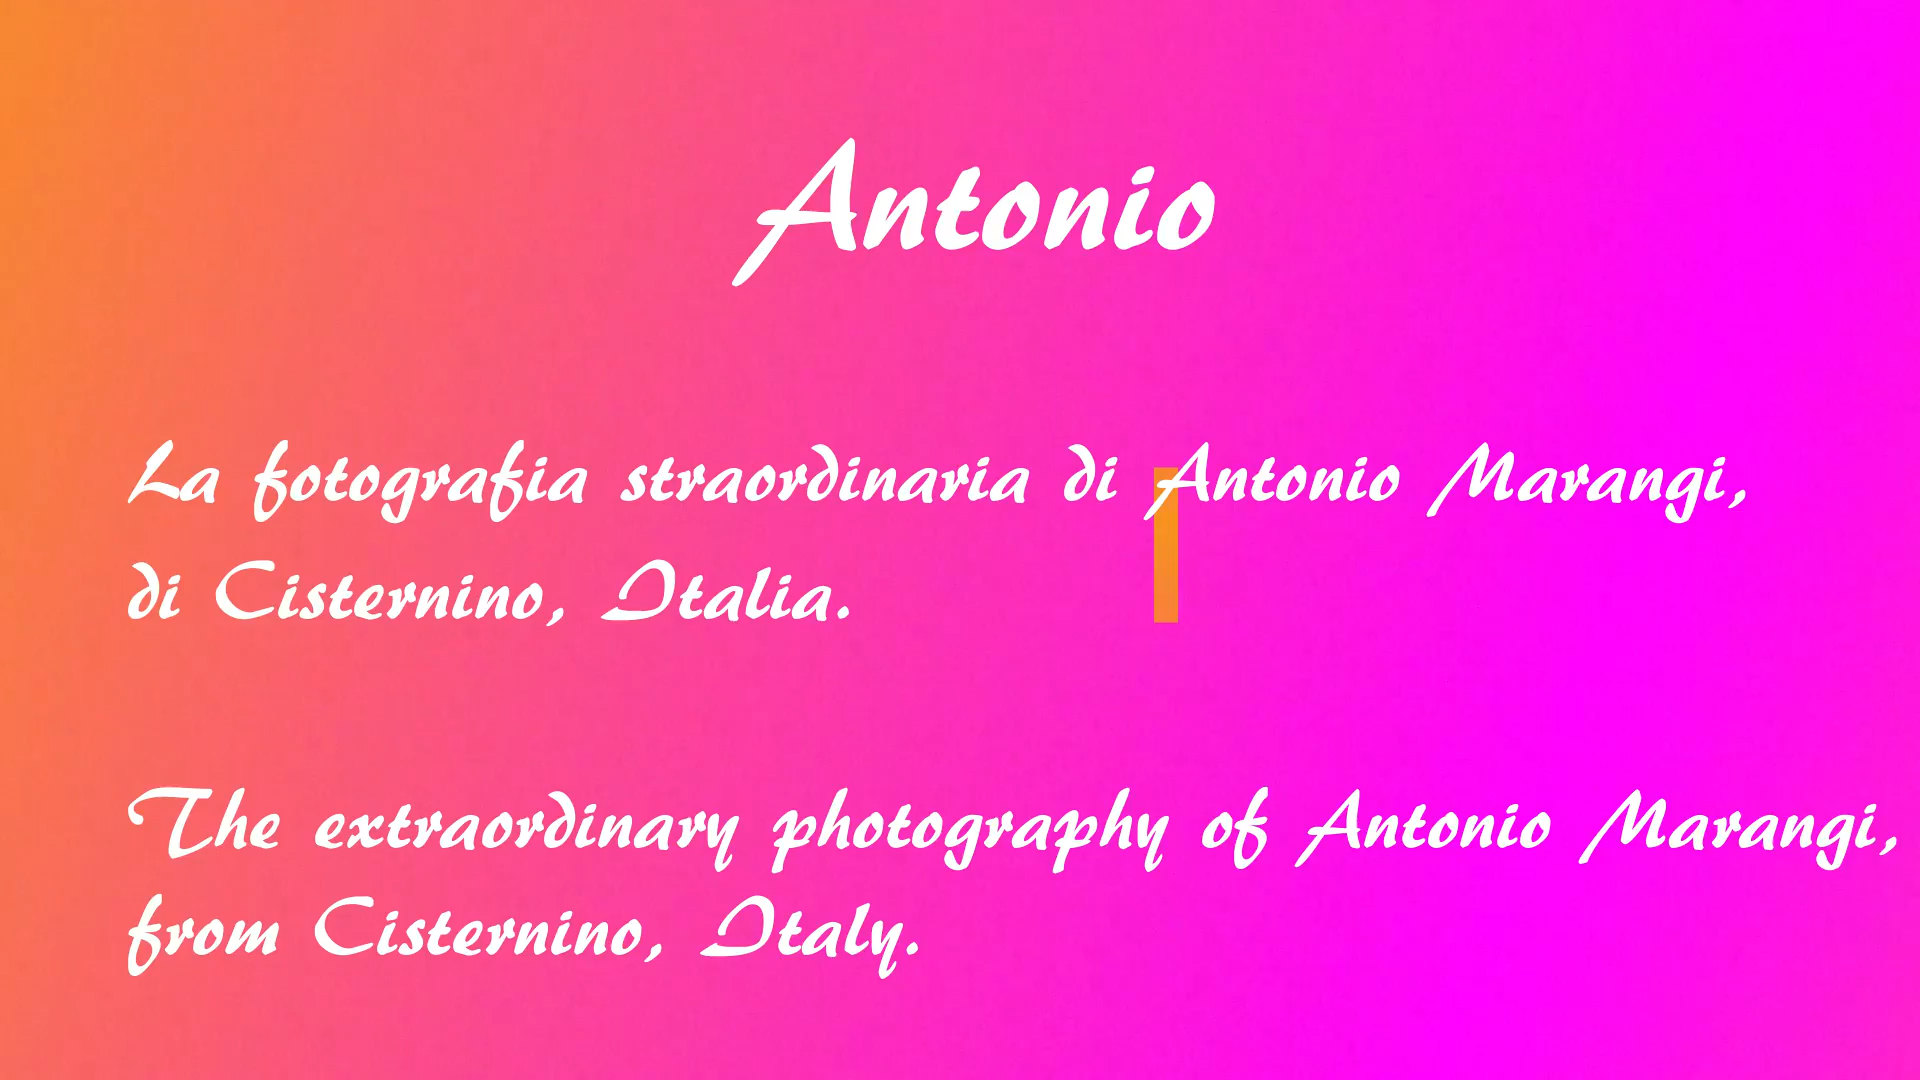 Antonio
La fotografia straordinaria di Antonio Marangi,
di Cisternino, Italia.
The extraordinary photography of Antonio Marangi,
from Cisternino, Italy.